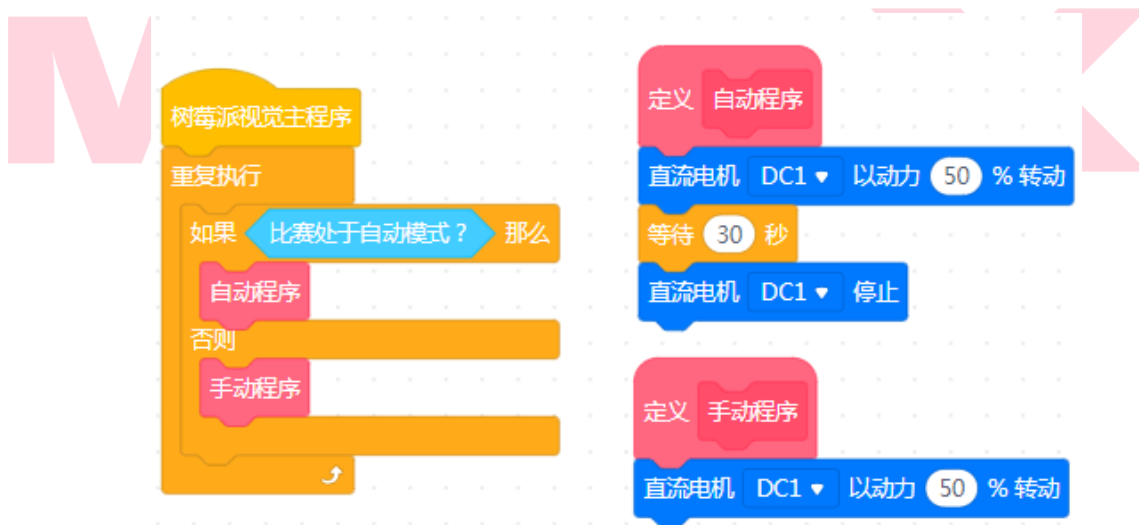 树莓派视觉主程序
重复执行
如果 比赛处于自动模式？ 那么
自动程序
否则
手动程序
定义 自动程序
直流电机 DC1 以动力 50 % 转动
等待 30 秒
直流电机 DC1 停止
定义 手动程序
直流电机 DC1 以动力 50 % 转动